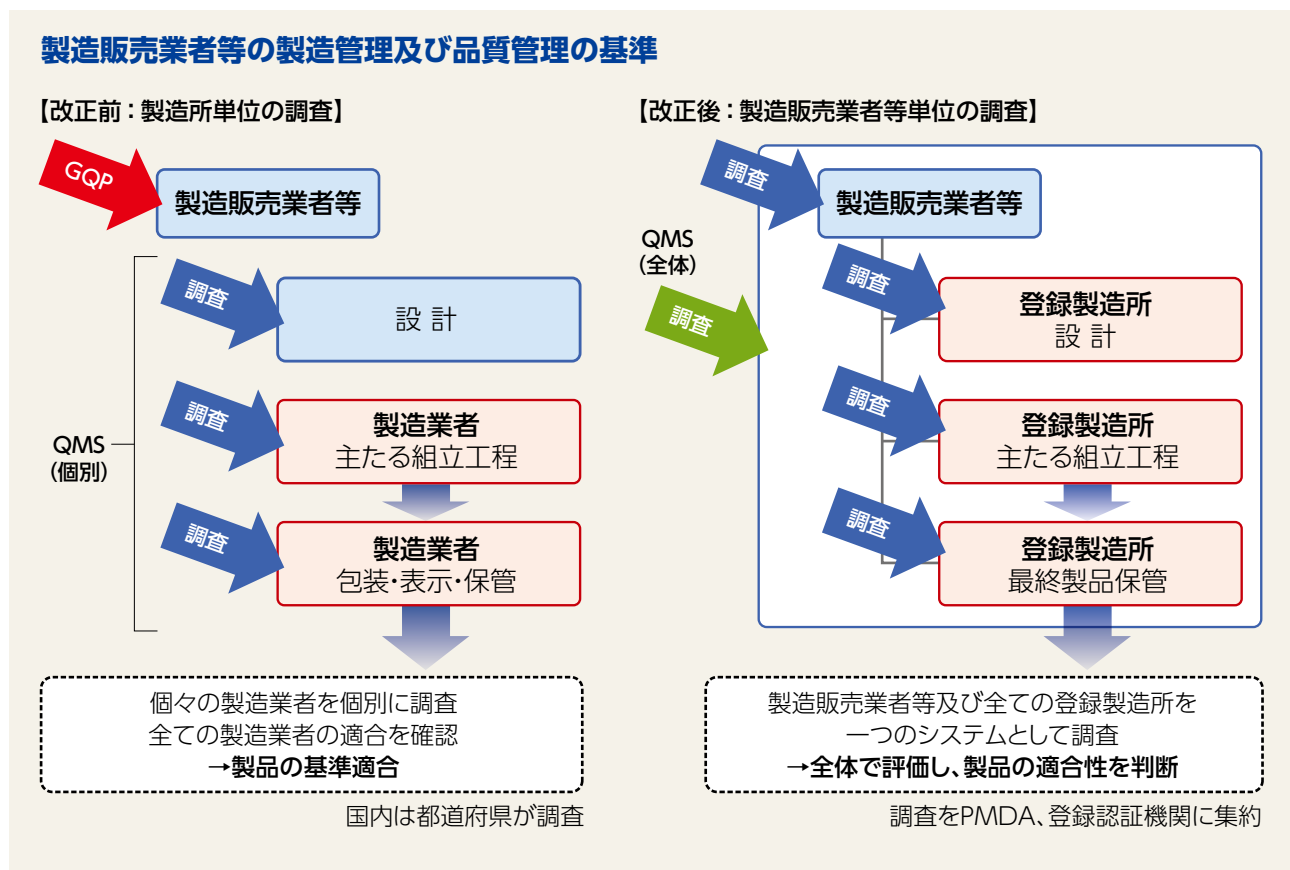 製造販売業者等の製造管理及び品質管理の基準
【改正前：製造所単位の調査】
GQP
製造販売業者等
調査
設 計
調査
製造業者
主たる組立工程
QMS
（個別）
調査
製造業者
包装・表示・保管
個々の製造業者を個別に調査
全ての製造業者の適合を確認
→製品の基準適合
国内は都道府県が調査
【改正後：製造販売業者等単位の調査】
調査
製造販売業者等
QMS
（全体）
調査
調査
登録製造所
設 計
調査
登録製造所
主たる組立工程
調査
登録製造所
最終製品保管
製造販売業者等及び全ての登録製造所を
一つのシステムとして調査
→全体で評価し、製品の適合性を判断
調査をPMDA、登録認証機関に集約